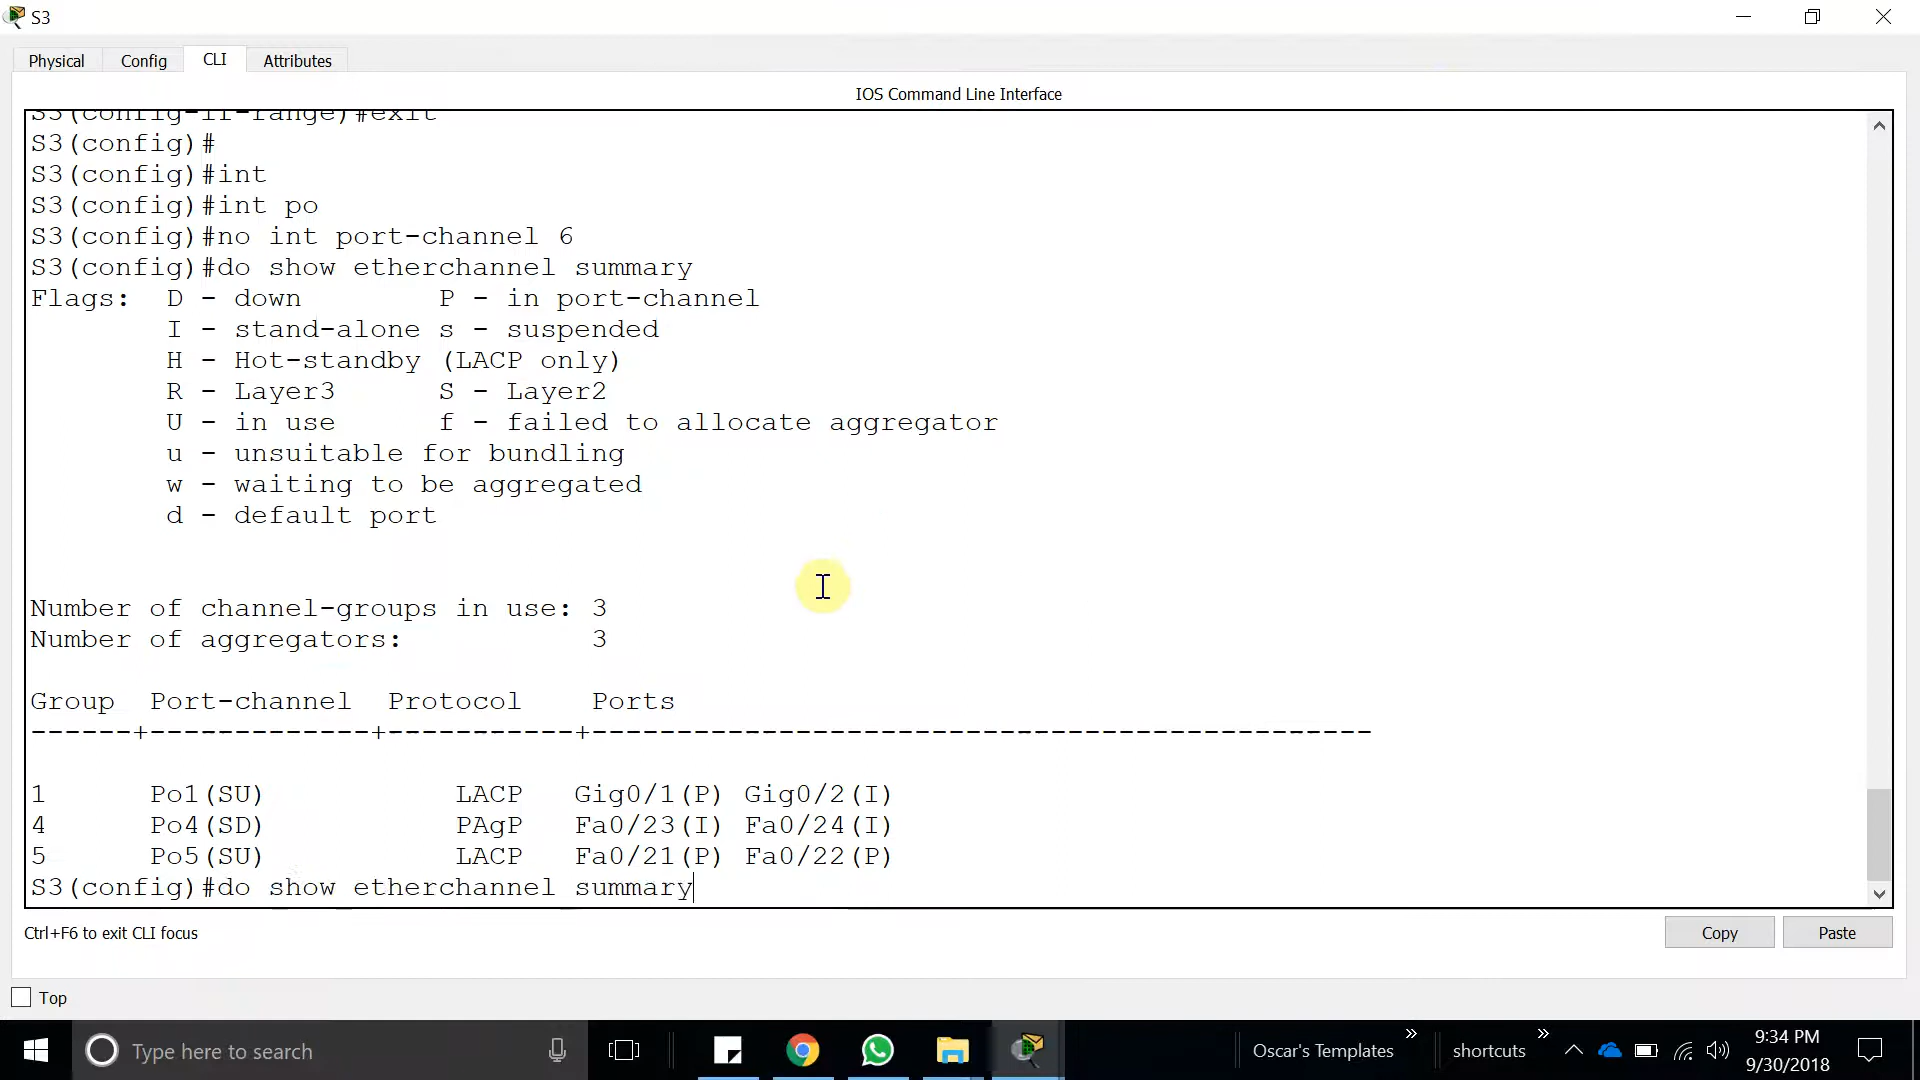 S3
Physical Config CLI Attributes
IOS Command Line Interface
S3(config-if-range)#exit
S3(config)#
S3(config)#int
S3(config)#int po
S3(config)#no int port-channel 6
S3(config)#do show etherchannel summary
Flags:  D - down        P - in port-channel
        I - stand-alone s - suspended
        H - Hot-standby (LACP only)
        R - Layer3      S - Layer2
        U - in use      f - failed to allocate aggregator
        u - unsuitable for bundling
        w - waiting to be aggregated
        d - default port
Number of channel-groups in use: 3
Number of aggregators:           3
Group  Port-channel  Protocol    Ports
------+-------------+-----------+----------------------------------------------
1      Po1(SU)           LACP   Gig0/1(P) Gig0/2(I)
4      Po4(SD)           PAgP   Fa0/23(I) Fa0/24(I)
5      Po5(SU)           LACP   Fa0/21(P) Fa0/22(P)
S3(config)#do show etherchannel summary
Ctrl+F6 to exit CLI focus
Copy Paste
Top
Type here to search
Oscar's Templates » shortcuts »
9:34 PM
9/30/2018